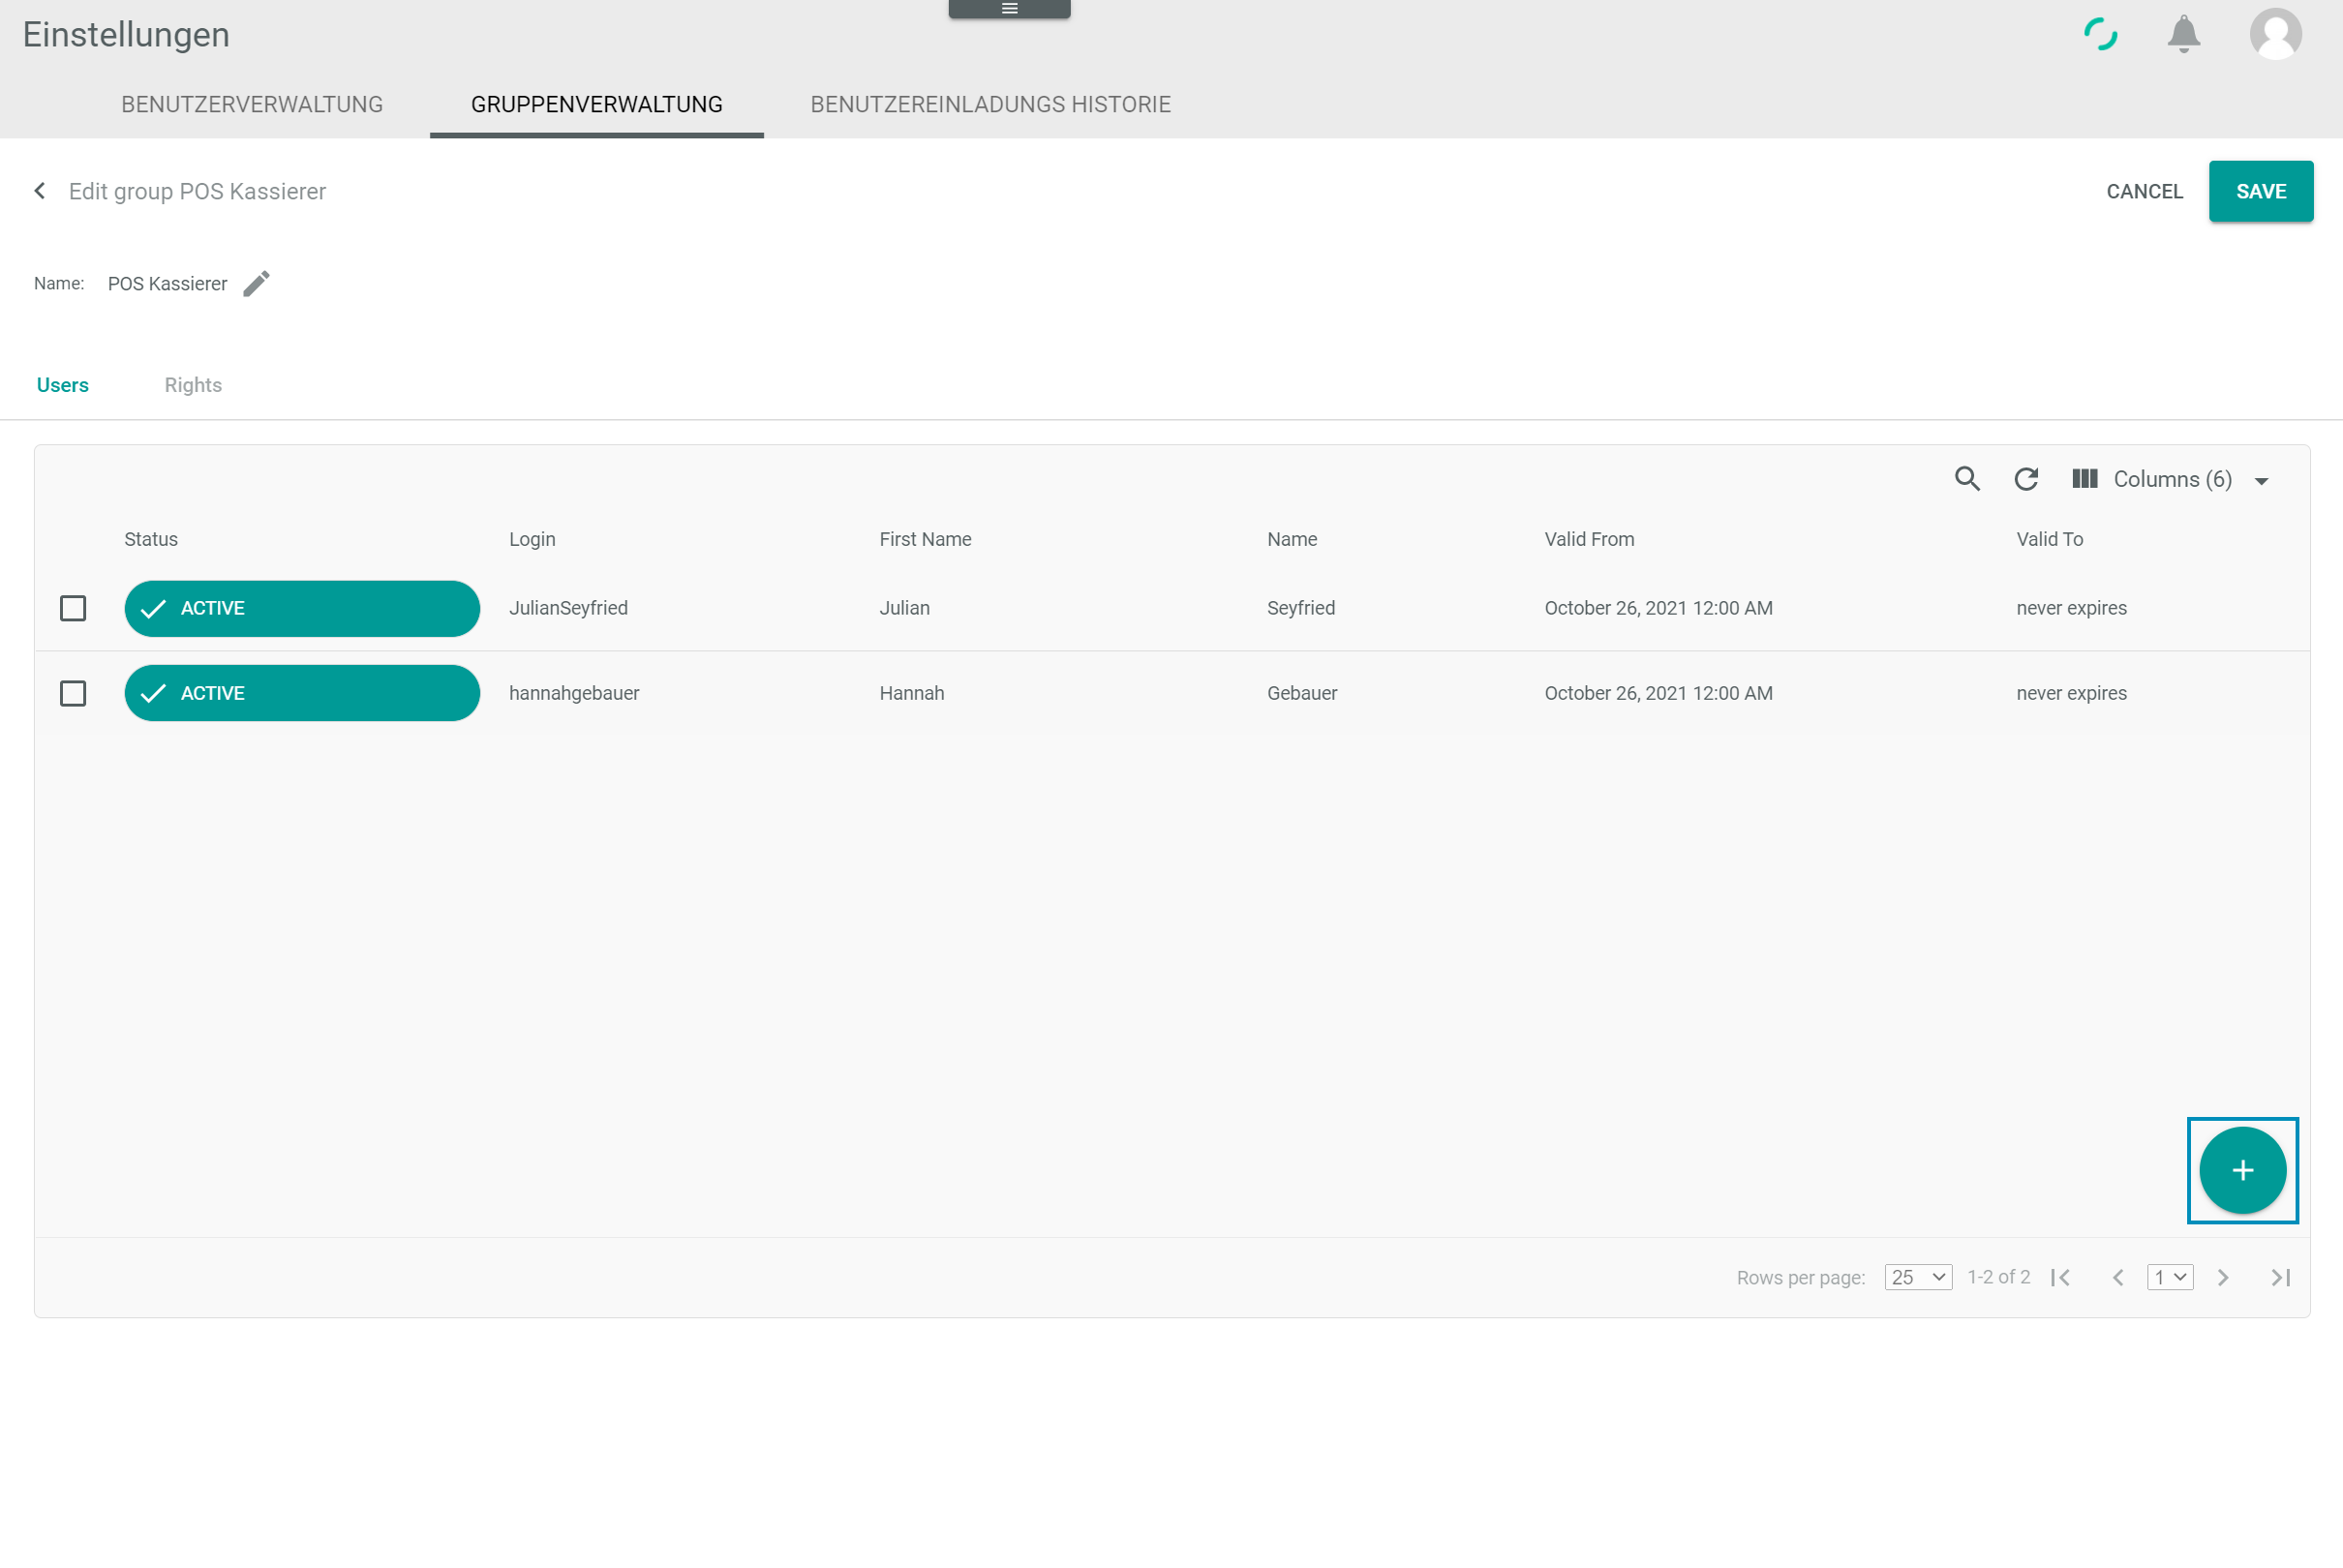 Einstellungen
BENUTZERVERWALTUNG GRUPPENVERWALTUNG BENUTZEREINLADUNGS HISTORIE
Edit group POS Kassierer CANCEL SAVE
Name: POS Kassierer
Users Rights
Columns (6)
Status Login First Name Name Valid From Valid To
ACTIVE JulianSeyfried Julian Seyfried October 26, 2021 12:00 AM never expires
ACTIVE hannahgebauer Hannah Gebauer October 26, 2021 12:00 AM never expires
Rows per page: 25 1-2 of 2 1